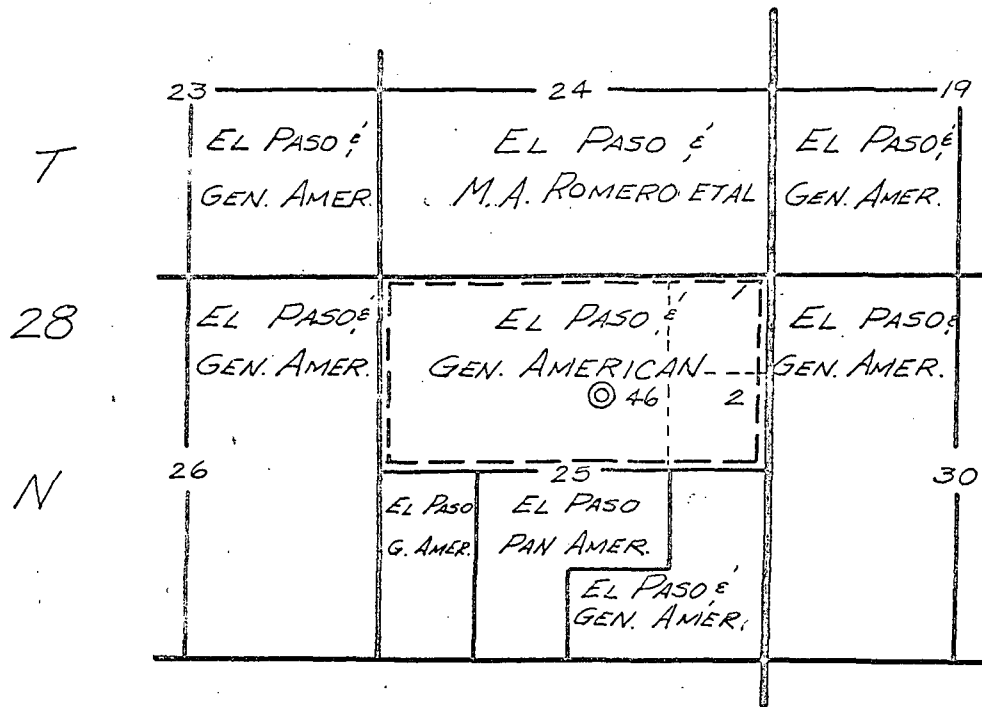 23 24 19
T
EL PASO &
GEN. AMER.
EL PASO &
M.A. ROMERO ETAL
EL PASO &
GEN. AMER.
28
EL PASO &
GEN. AMER.
EL PASO &
GEN. AMERICAN
1
2
46
EL PASO &
GEN. AMER.
N
26 25 30
EL PASO
G. AMER.
EL PASO
PAN AMER.
EL PASO &
GEN. AMER.